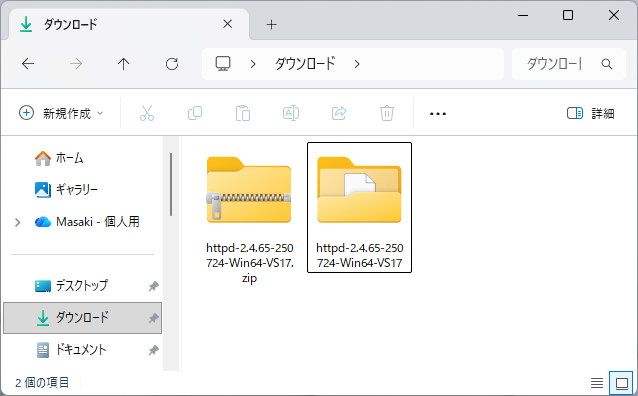 ダウンロード
ダウンロード
ダウンロー
新規作成
詳細
ホーム
ギャラリー
Masaki - 個人用
デスクトップ
ダウンロード
ドキュメント
httpd-2.4.65-250
724-Win64-VS17.
zip
httpd-2.4.65-250
724-Win64-VS17
2 個の項目